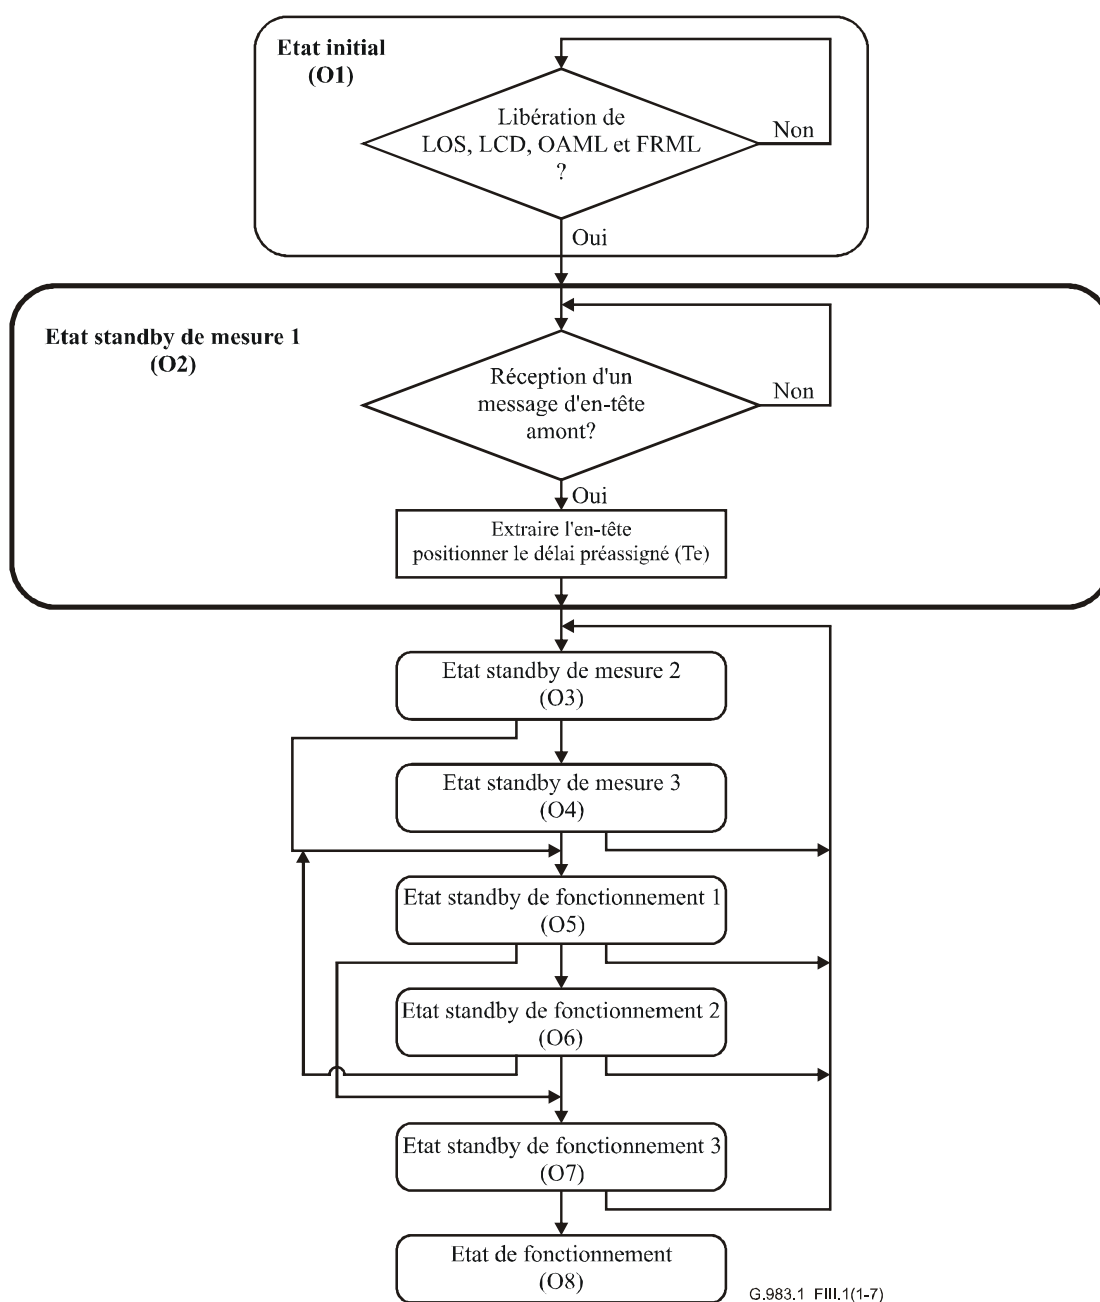 Etat initial
(O1)
Libération de
LOS, LCD, OAML et FRML
?
Non
Oui
Etat standby de mesure 1
(O2)
Réception d'un
message d'en-tête
amont?
Non
Oui
Extraire l'en-tête
positionner le délai préassigné (Te)
Etat standby de mesure 2
(O3)
Etat standby de mesure 3
(O4)
Etat standby de fonctionnement 1
(O5)
Etat standby de fonctionnement 2
(O6)
Etat standby de fonctionnement 3
(O7)
Etat de fonctionnement
(O8)
G.983.1_FIII.1(1-7)